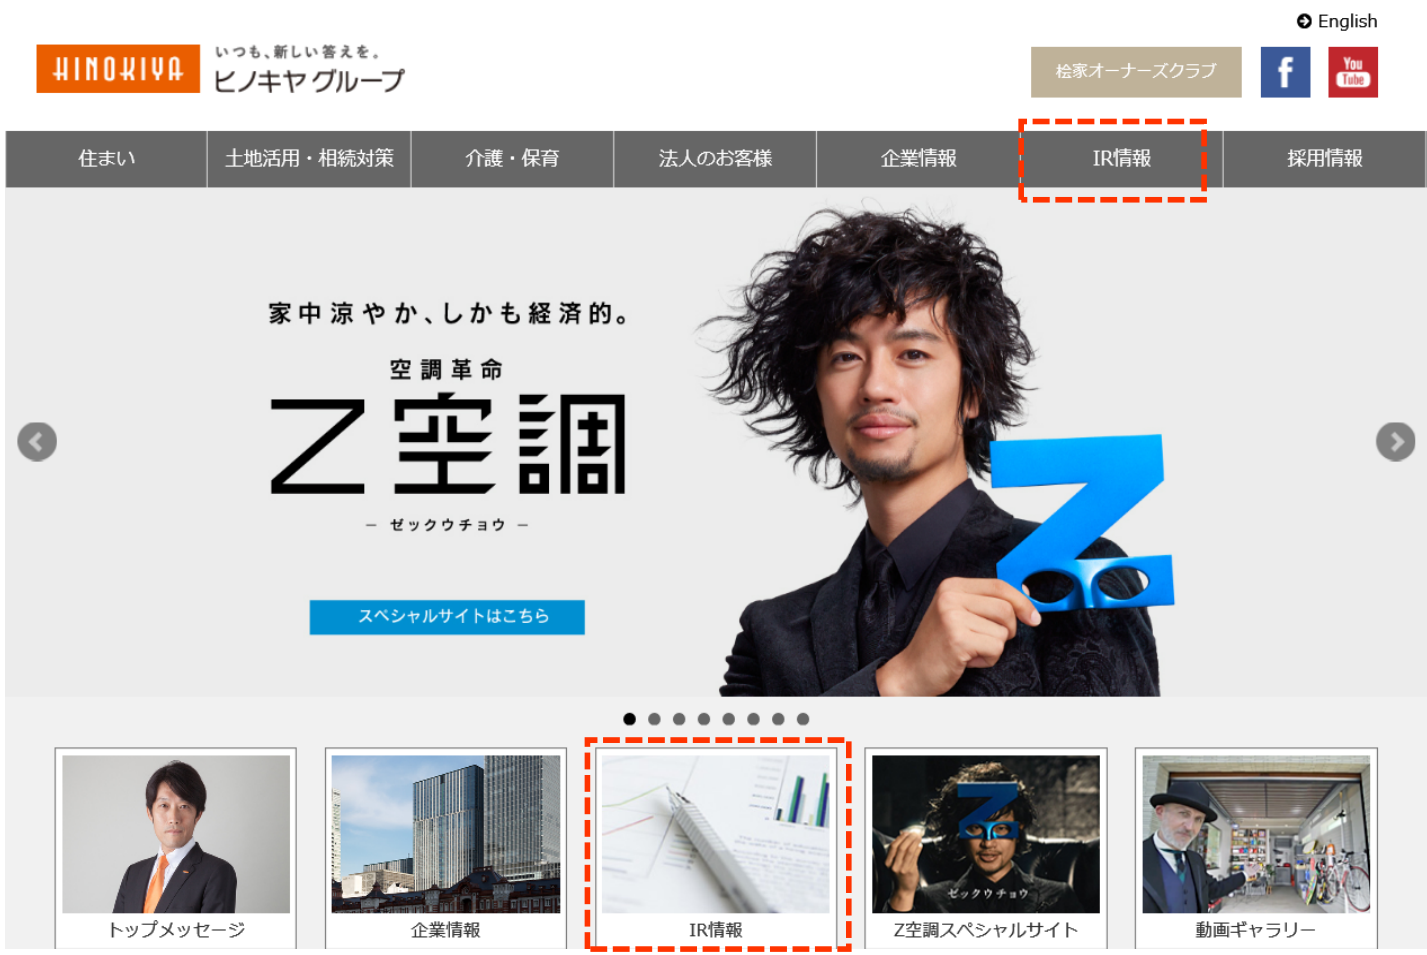 English
HINOKIYA
いつも、新しい答えを。
ヒノキヤグループ
桧家オーナーズクラブ
f
You
Tube
住まい
土地活用・相続対策
介護・保育
法人のお客様
企業情報
IR情報
採用情報
家中涼やか、しかも経済的。
空調革命
Z空調
– ゼックウチョウ –
スペシャルサイトはこちら
ゼックウチョウ
トップメッセージ
企業情報
IR情報
Z空調スペシャルサイト
動画ギャラリー